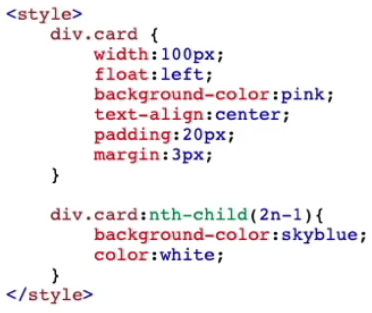 <style>
div.card {
width:100px;
float:left;
background-color:pink;
text-align:center;
padding:20px;
margin:3px;
}
div.card:nth-child(2n-1){
background-color:skyblue;
color:white;
}
</style>